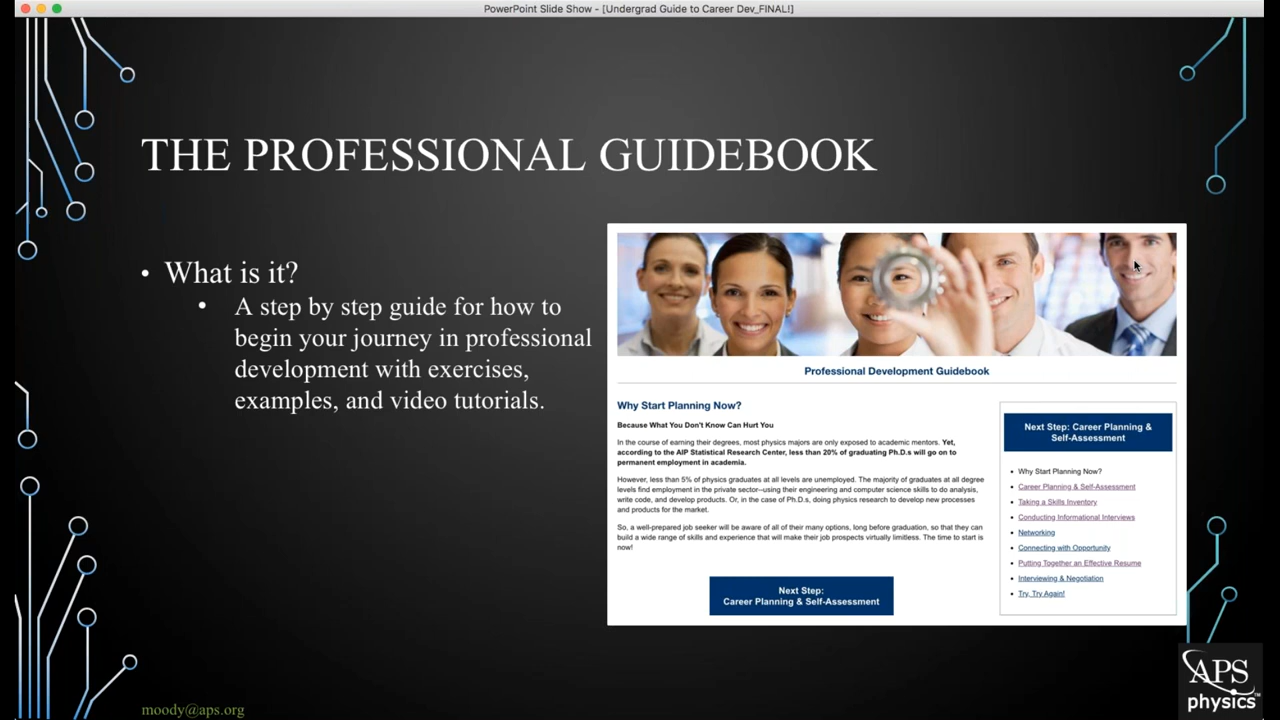 PowerPoint Slide Show - [Undergrad Guide to Career Dev_FINAL!]
THE PROFESSIONAL GUIDEBOOK
• What is it?
• A step by step guide for how to
begin your journey in professional
development with exercises,
examples, and video tutorials.
Professional Development Guidebook
Why Start Planning Now?
Because What You Don't Know Can Hurt You
In the course of earning their degrees, most physics majors are only exposed to academic mentors. Yet,
according to the AIP Statistical Research Center, less than 20% of graduating Ph.D.s will go on to
permanent employment in academia.
However, less than 5% of physics graduates at all levels are unemployed. The majority of graduates at all degree
levels find employment in the private sector--using their engineering and computer science skills to do analysis,
write code, and develop products. Or, in the case of Ph.D.s, doing physics research to develop new processes
and products for the market.
So, a well-prepared job seeker will be aware of all of their many options, long before graduation, so that they can
build a wide range of skills and experience that will make their job prospects virtually limitless. The time to start is
now!
Next Step:
Career Planning & Self-Assessment
Next Step: Career Planning &
Self-Assessment
• Why Start Planning Now?
• Career Planning & Self-Assessment
• Taking a Skills Inventory
• Conducting Informational Interviews
• Networking
• Connecting with Opportunity
• Putting Together an Effective Resume
• Interviewing & Negotiation
• Try, Try Again!
moody@aps.org
APS
physics™